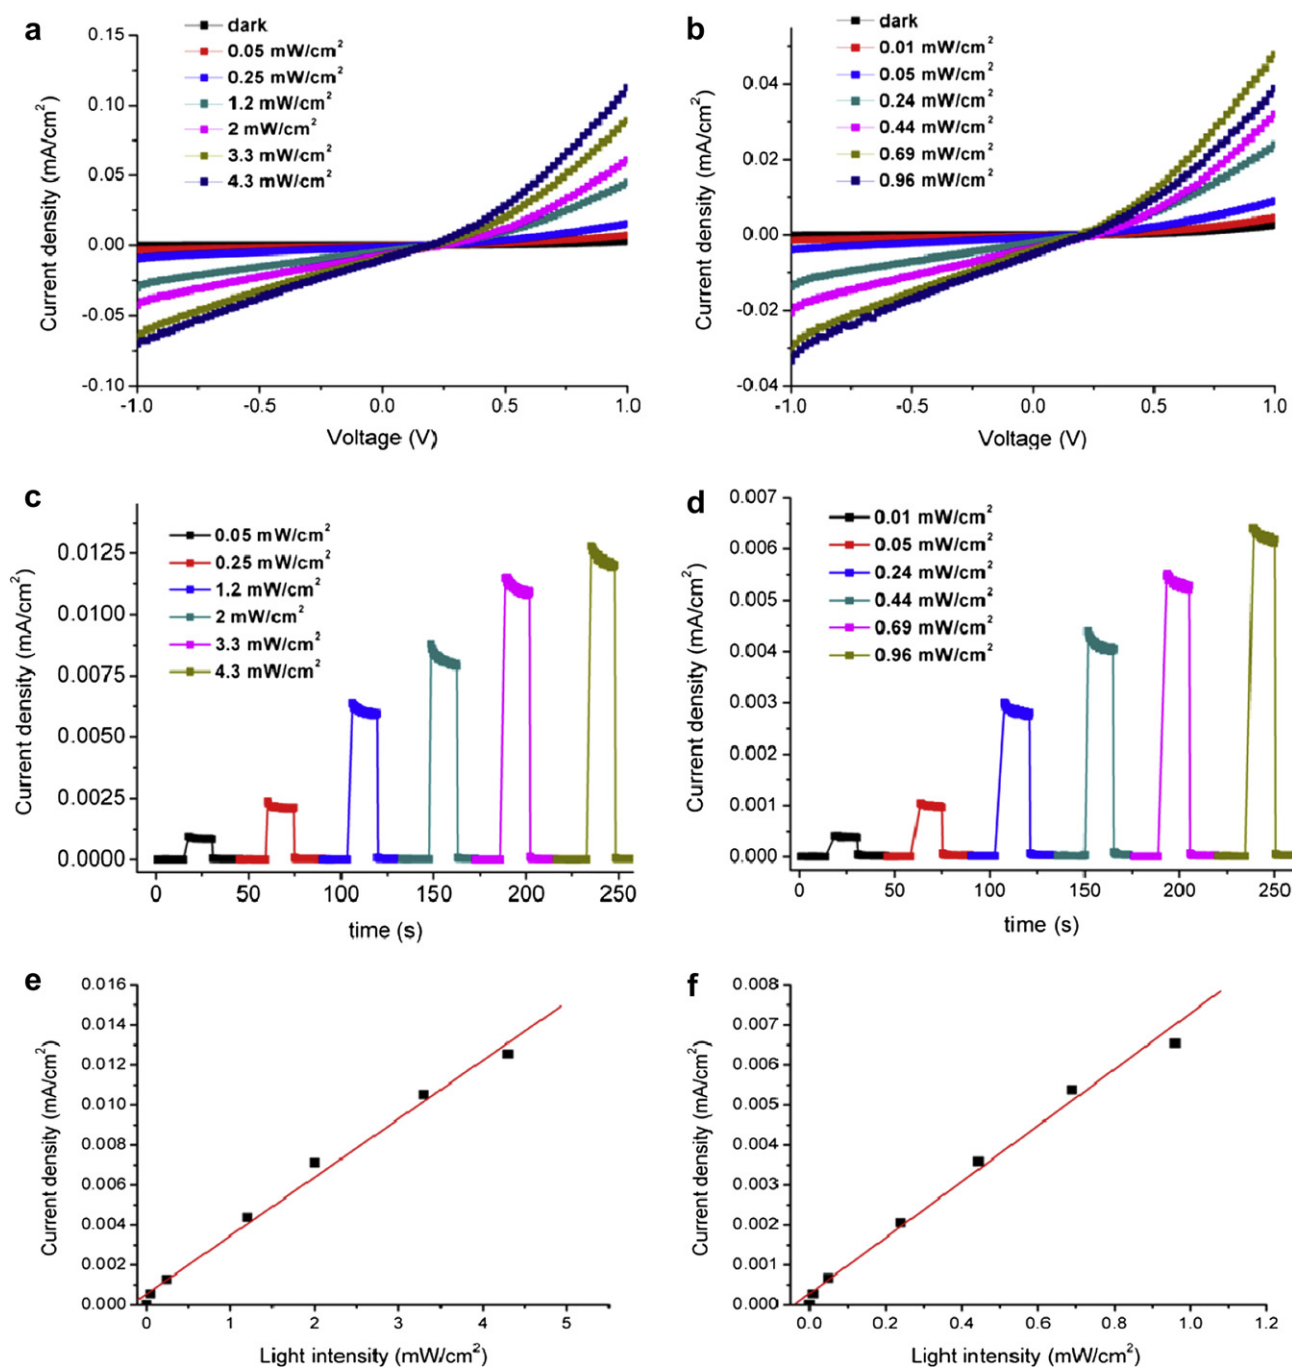 a
dark
0.05 mW/cm²
0.25 mW/cm²
1.2 mW/cm²
2 mW/cm²
3.3 mW/cm²
4.3 mW/cm²
0.15
0.10
0.05
0.00
-0.05
-0.10
Current density (mA/cm²)
-1.0 -0.5 0.0 0.5 1.0
Voltage (V)
b
dark
0.01 mW/cm²
0.05 mW/cm²
0.24 mW/cm²
0.44 mW/cm²
0.69 mW/cm²
0.96 mW/cm²
0.04
0.02
0.00
-0.02
-0.04
Current density (mA/cm²)
-1.0 -0.5 0.0 0.5 1.0
Voltage (V)
c
0.05 mW/cm²
0.25 mW/cm²
1.2 mW/cm²
2 mW/cm²
3.3 mW/cm²
4.3 mW/cm²
0.0125
0.0100
0.0075
0.0050
0.0025
0.0000
Current density (mA/cm²)
0 50 100 150 200 250
time (s)
d
0.01 mW/cm²
0.05 mW/cm²
0.24 mW/cm²
0.44 mW/cm²
0.69 mW/cm²
0.96 mW/cm²
0.007
0.006
0.005
0.004
0.003
0.002
0.001
0.000
Current density (mA/cm²)
0 50 100 150 200 250
time (s)
e
0.016
0.014
0.012
0.010
0.008
0.006
0.004
0.002
0.000
Current density (mA/cm²)
0 1 2 3 4 5
Light intensity (mW/cm²)
f
0.008
0.007
0.006
0.005
0.004
0.003
0.002
0.001
0.000
Current density (mA/cm²)
0.0 0.2 0.4 0.6 0.8 1.0 1.2
Light intensity (mW/cm²)